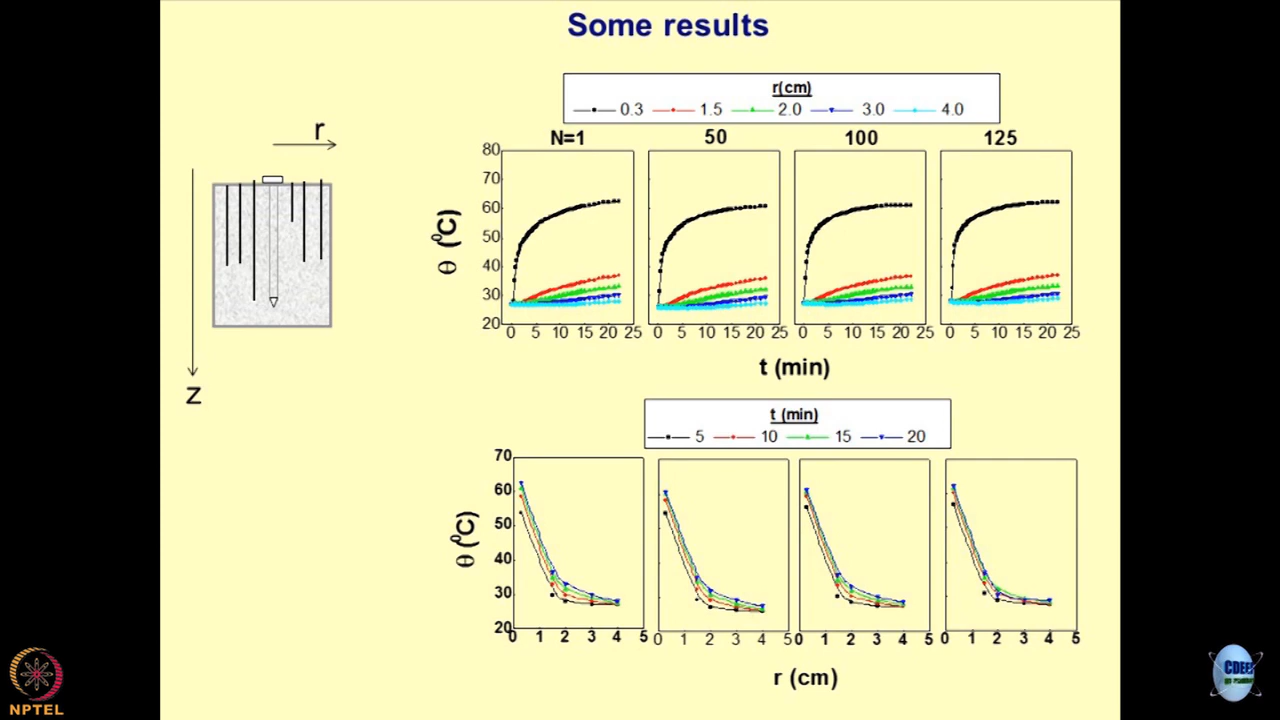 Some results
r(cm)
0.3 1.5 2.0 3.0 4.0
N=1 50 100 125
r
z
θ (⁰C)
80
70
60
50
40
30
20
0 5 10 15 20 25 0 5 10 15 20 25 0 5 10 15 20 25 0 5 10 15 20 25
t (min)
t (min)
5 10 15 20
θ (⁰C)
70
60
50
40
30
20
0 1 2 3 4 5 0 1 2 3 4 5 0 1 2 3 4 5 0 1 2 3 4 5
r (cm)
NPTEL